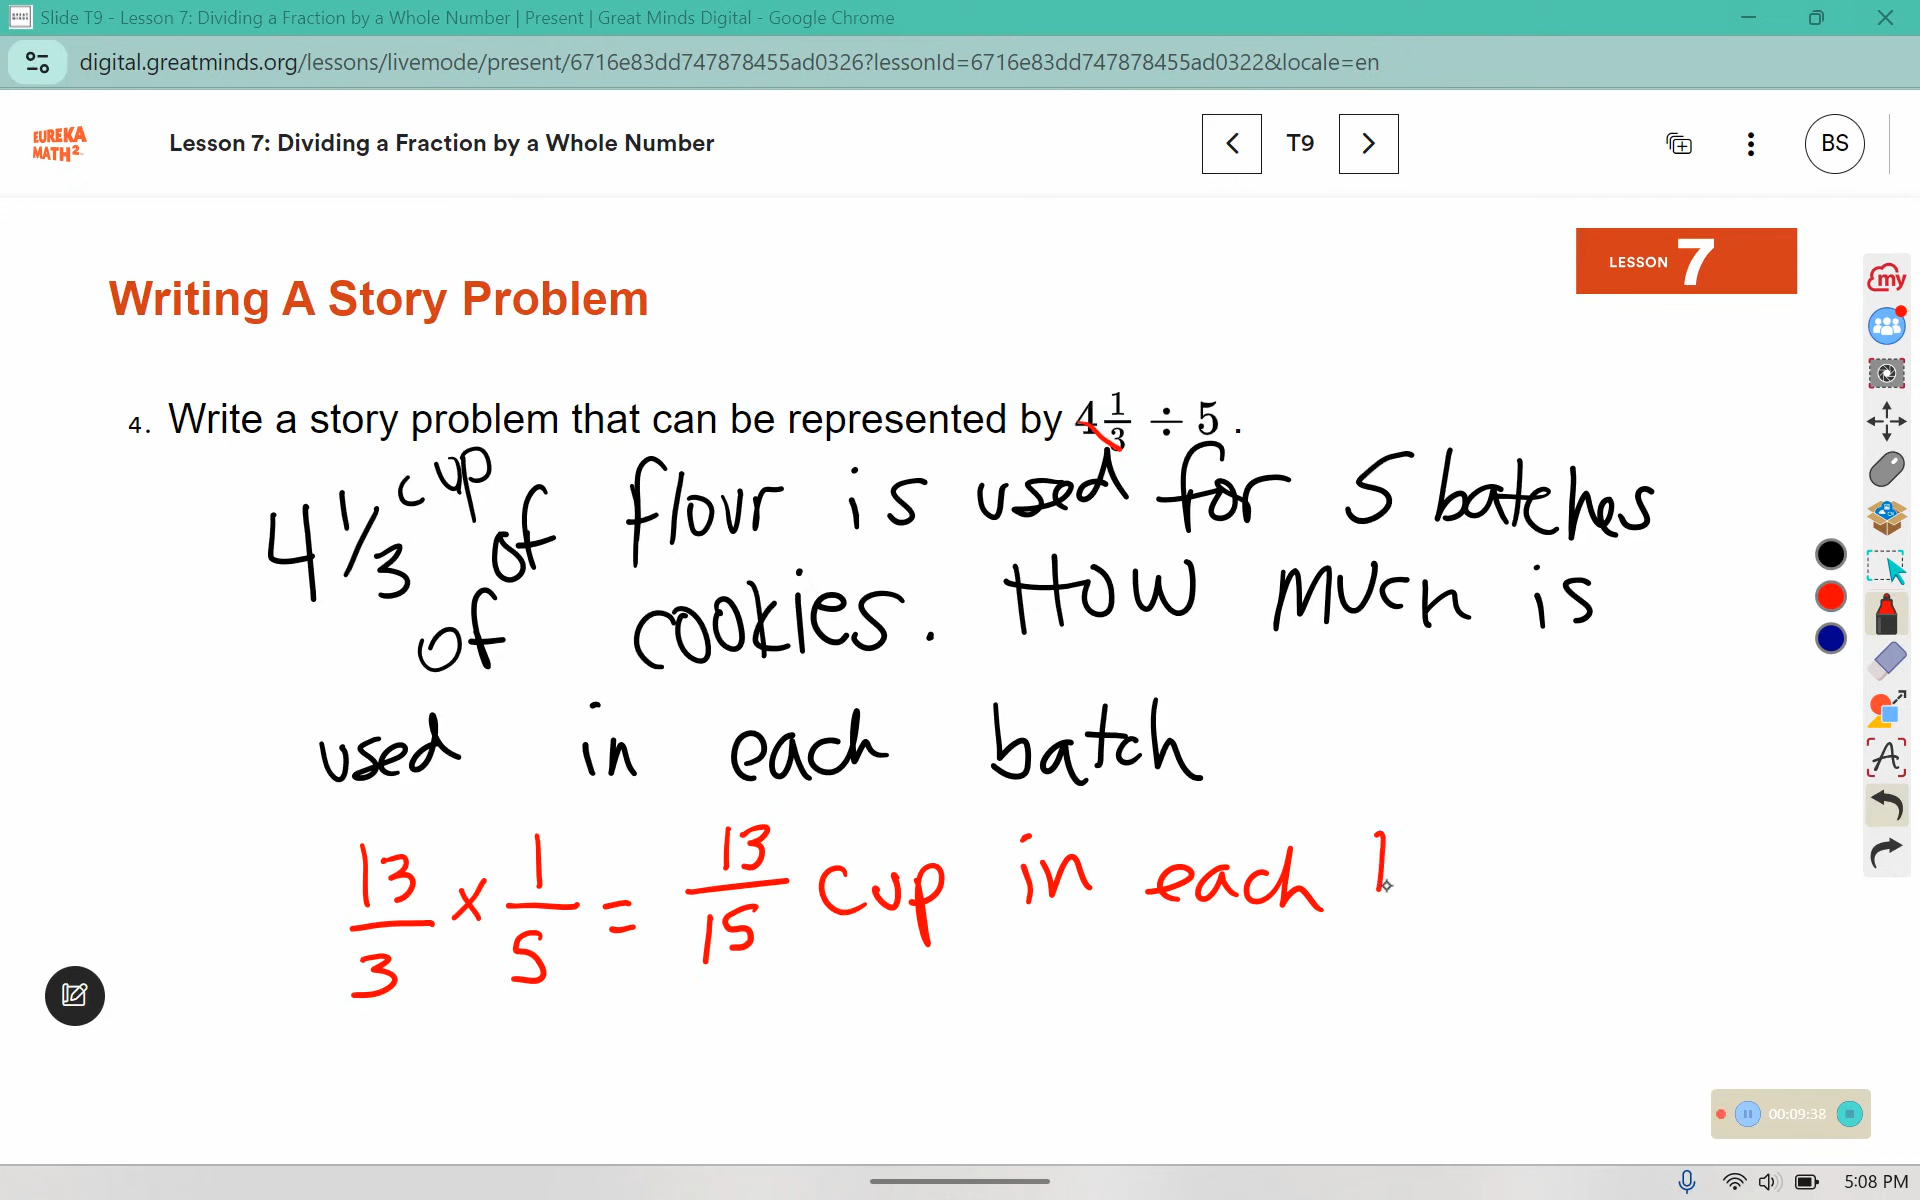 Slide T9 - Lesson 7: Dividing a Fraction by a Whole Number | Present | Great Minds Digital - Google Chrome
digital.greatminds.org/lessons/livemode/present/6716e83dd747878455ad0326?lessonId=6716e83dd747878455ad0322&locale=en
EUREKA MATH²
Lesson 7: Dividing a Fraction by a Whole Number
T9
BS
LESSON 7
Writing A Story Problem
my
4. Write a story problem that can be represented by 4 1/3 ÷ 5 .
4 1/3 cup of flour is used for 5 batches
of cookies. How much is
used in each batch
13/3 x 1/5 = 13/15 cup in each
A
00:09:38
5:08 PM